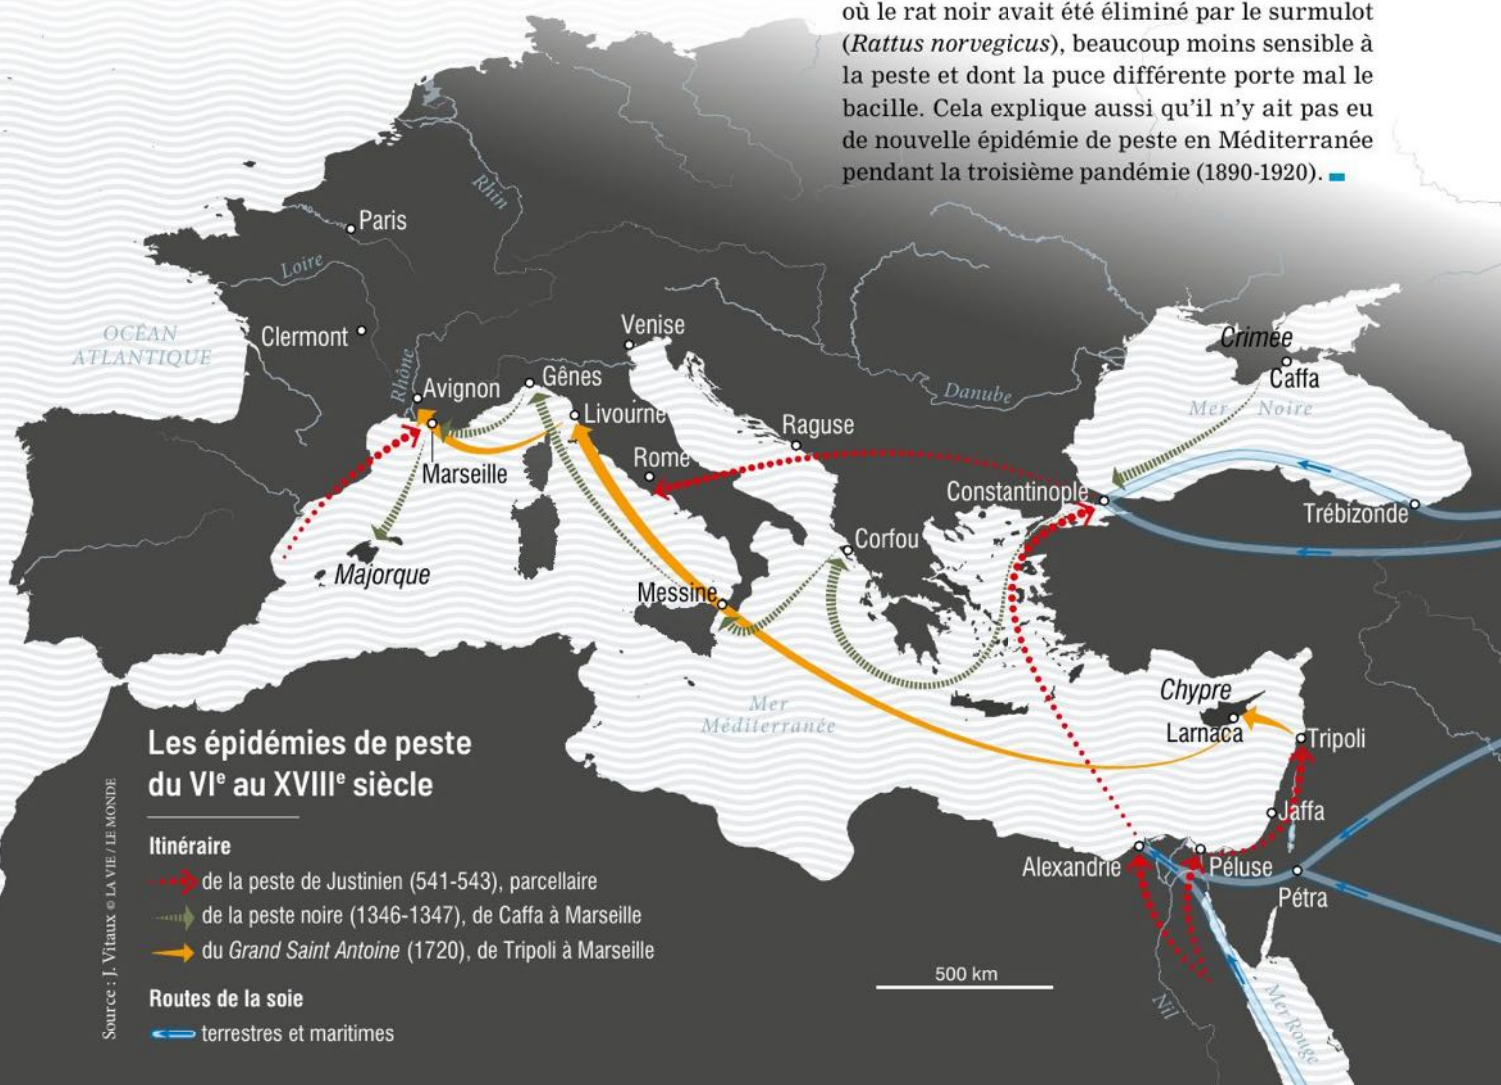 où le rat noir avait été éliminé par le surmulot
(Rattus norvegicus), beaucoup moins sensible à
la peste et dont la puce différente porte mal le
bacille. Cela explique aussi qu'il n'y ait pas eu
de nouvelle épidémie de peste en Méditerranée
pendant la troisième pandémie (1890-1920).
Rhin
Paris
Loire
OCÉAN
ATLANTIQUE
Clermont
Venise
Crimée
Caffa
Rhône
Avignon
Gênes
Danube
Mer Noire
Livourne
Raguse
Marseille
Rome
Constantinople
Trébizonde
Corfou
Majorque
Messine
Chypre
Larnaca
Mer
Méditerranée
Tripoli
Jaffa
Alexandrie
Péluse
Pétra
Nil
Mer Rouge
500 km
Les épidémies de peste
du VIe au XVIIIe siècle
Itinéraire
de la peste de Justinien (541-543), parcellaire
de la peste noire (1346-1347), de Caffa à Marseille
du Grand Saint Antoine (1720), de Tripoli à Marseille
Routes de la soie
terrestres et maritimes
Source : J. Vitaux © LA VIE / LE MONDE